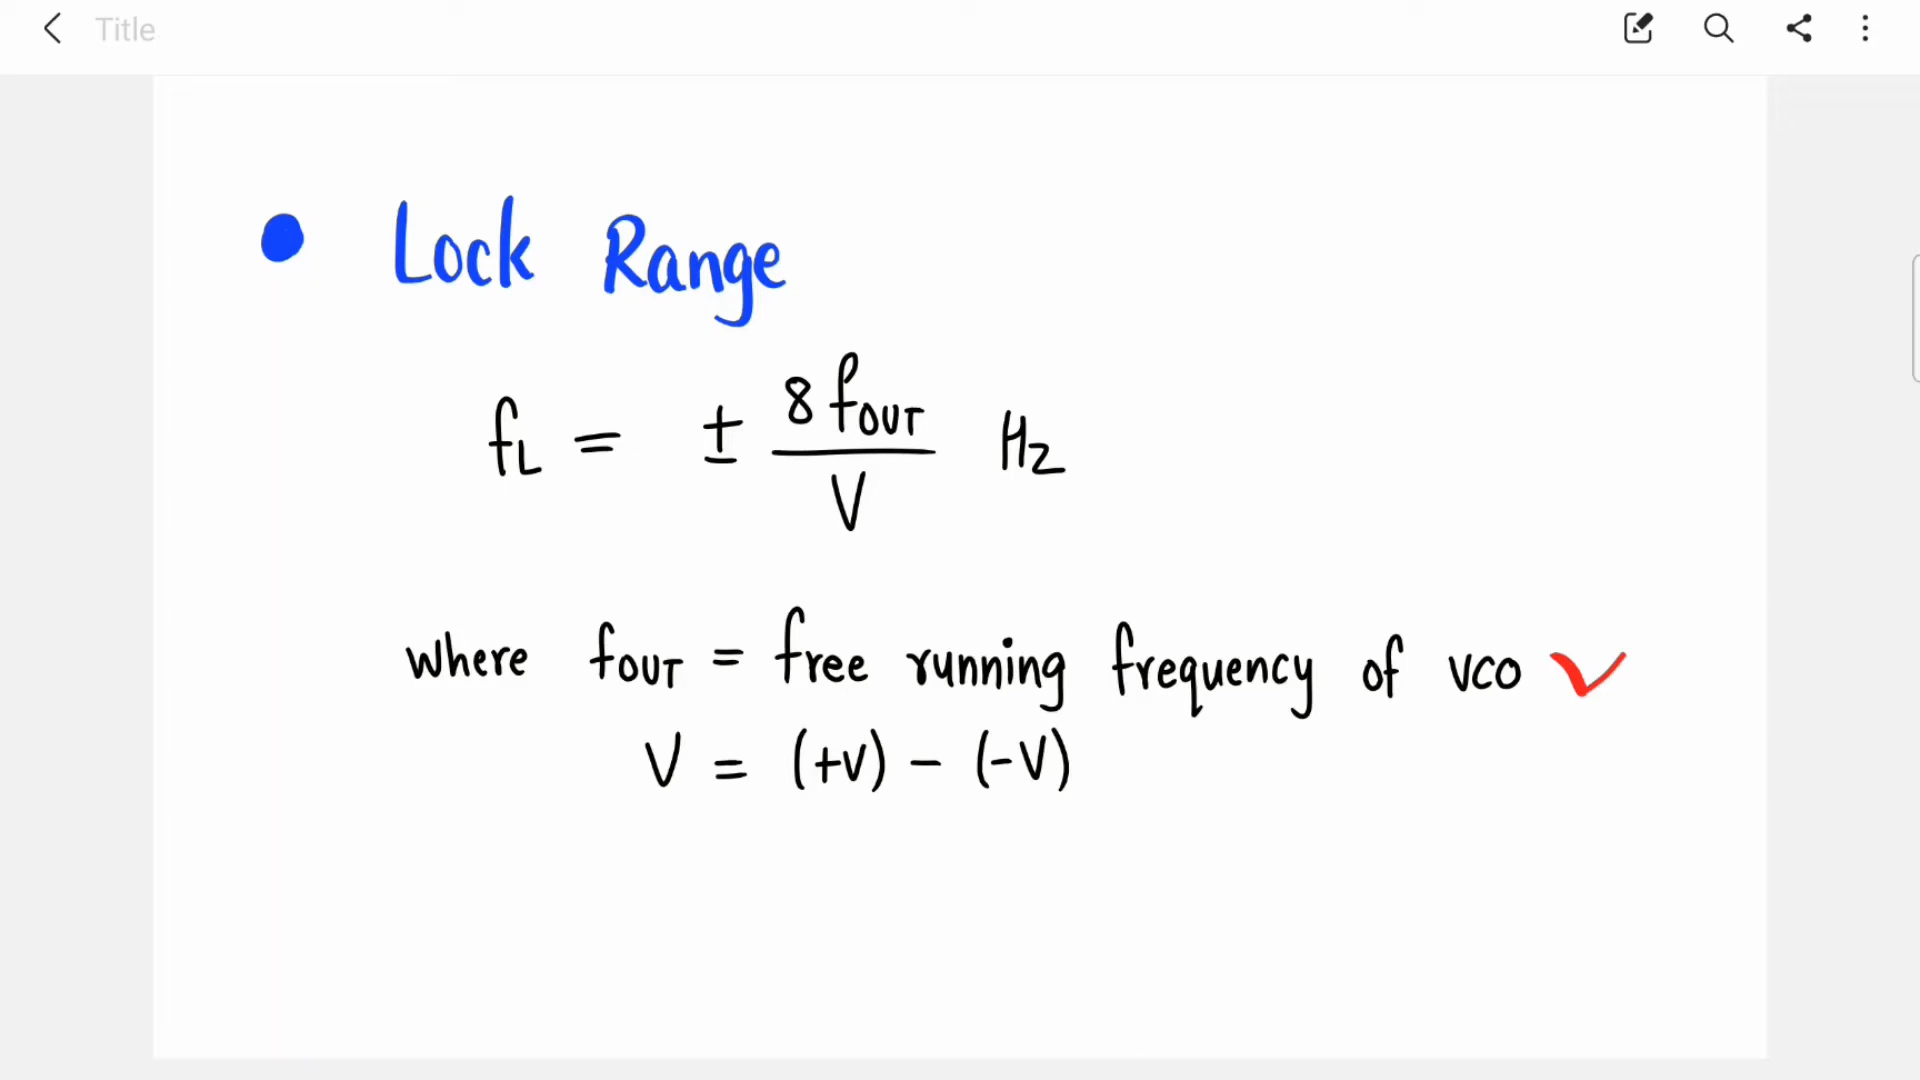 Title
Lock Range
fL = ± 8 fOUT / V Hz
where fOUT = free running frequency of VCO
V = (+V) - (-V)